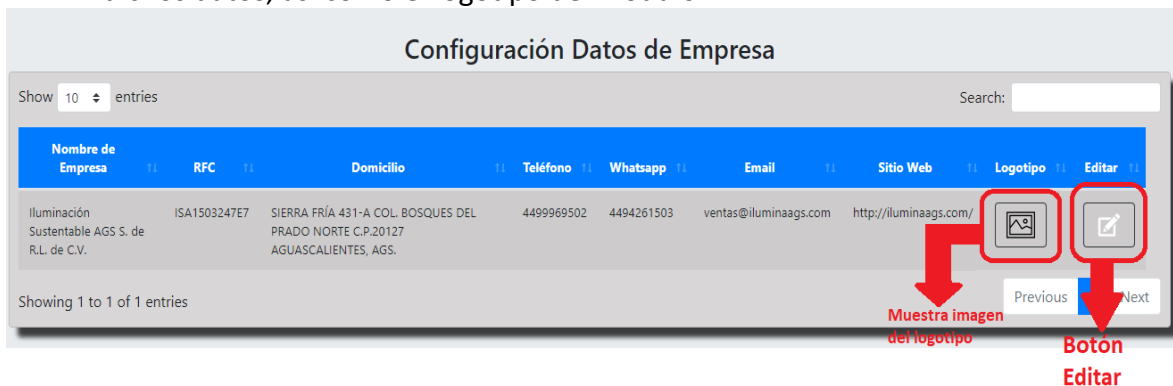 Configuración Datos de Empresa
Show 10 entries
Search:
Nombre de
Empresa
RFC
Domicilio
Teléfono
Whatsapp
Email
Sitio Web
Logotipo
Editar
Iluminación
Sustentable AGS S. de
R.L. de C.V.
ISA1503247E7
SIERRA FRÍA 431-A COL. BOSQUES DEL
PRADO NORTE C.P.20127
AGUASCALIENTES, AGS.
4499969502
4494261503
ventas@iluminaags.com
http://iluminaags.com/
Showing 1 to 1 of 1 entries
Previous
Next
Muestra imagen
del logotipo
Botón
Editar